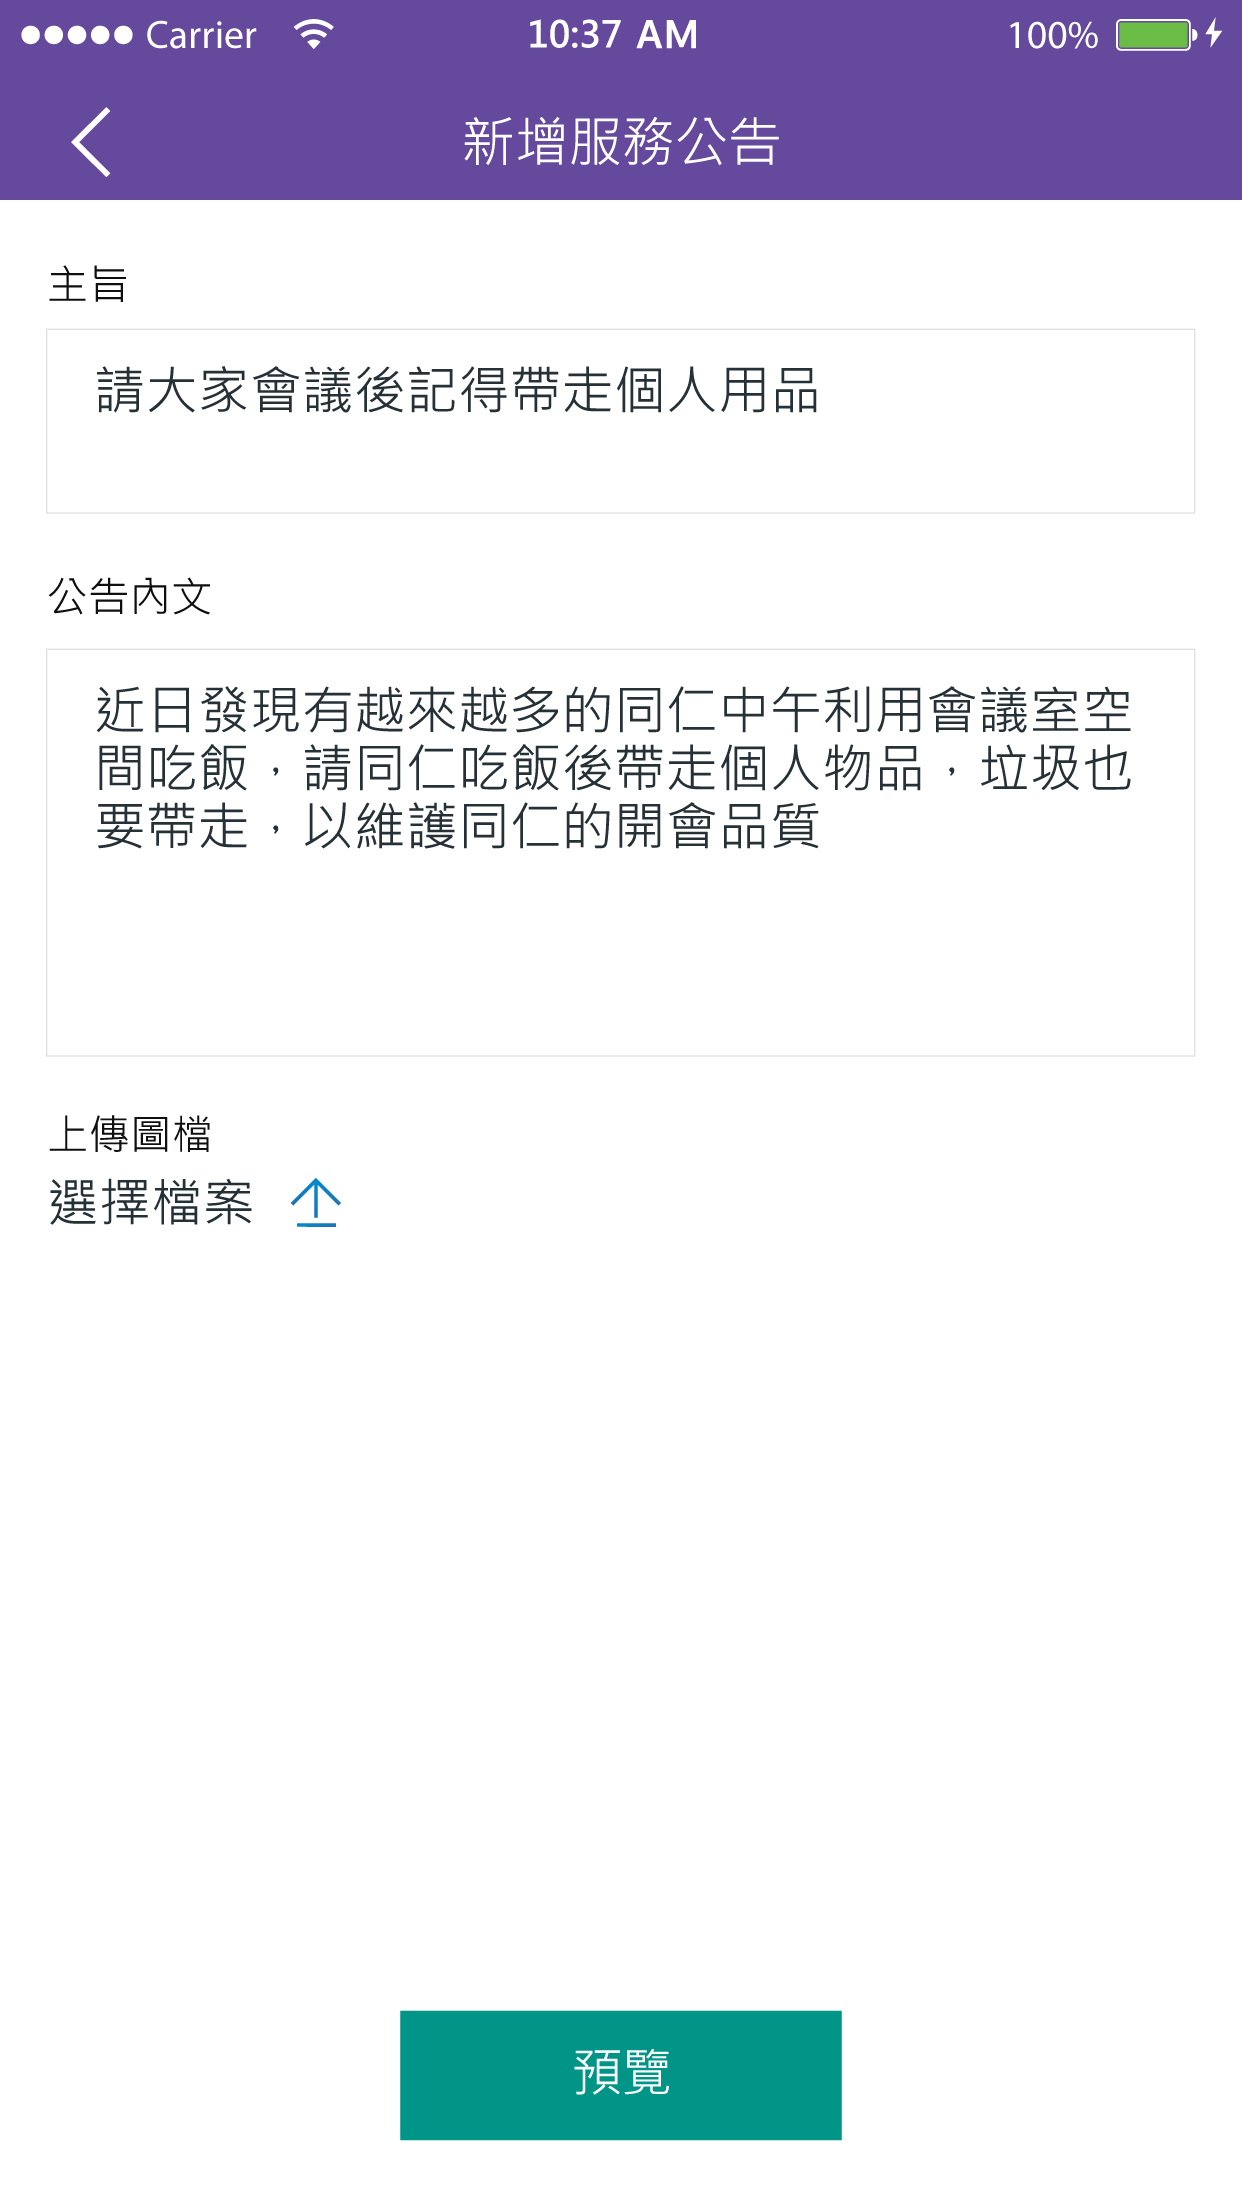 Carrier 10:37 AM 100%
新增服務公告
主旨
請大家會議後記得帶走個人用品
公告內文
近日發現有越來越多的同仁中午利用會議室空
間吃飯，請同仁吃飯後帶走個人物品，垃圾也
要帶走，以維護同仁的開會品質
上傳圖檔
選擇檔案
預覽